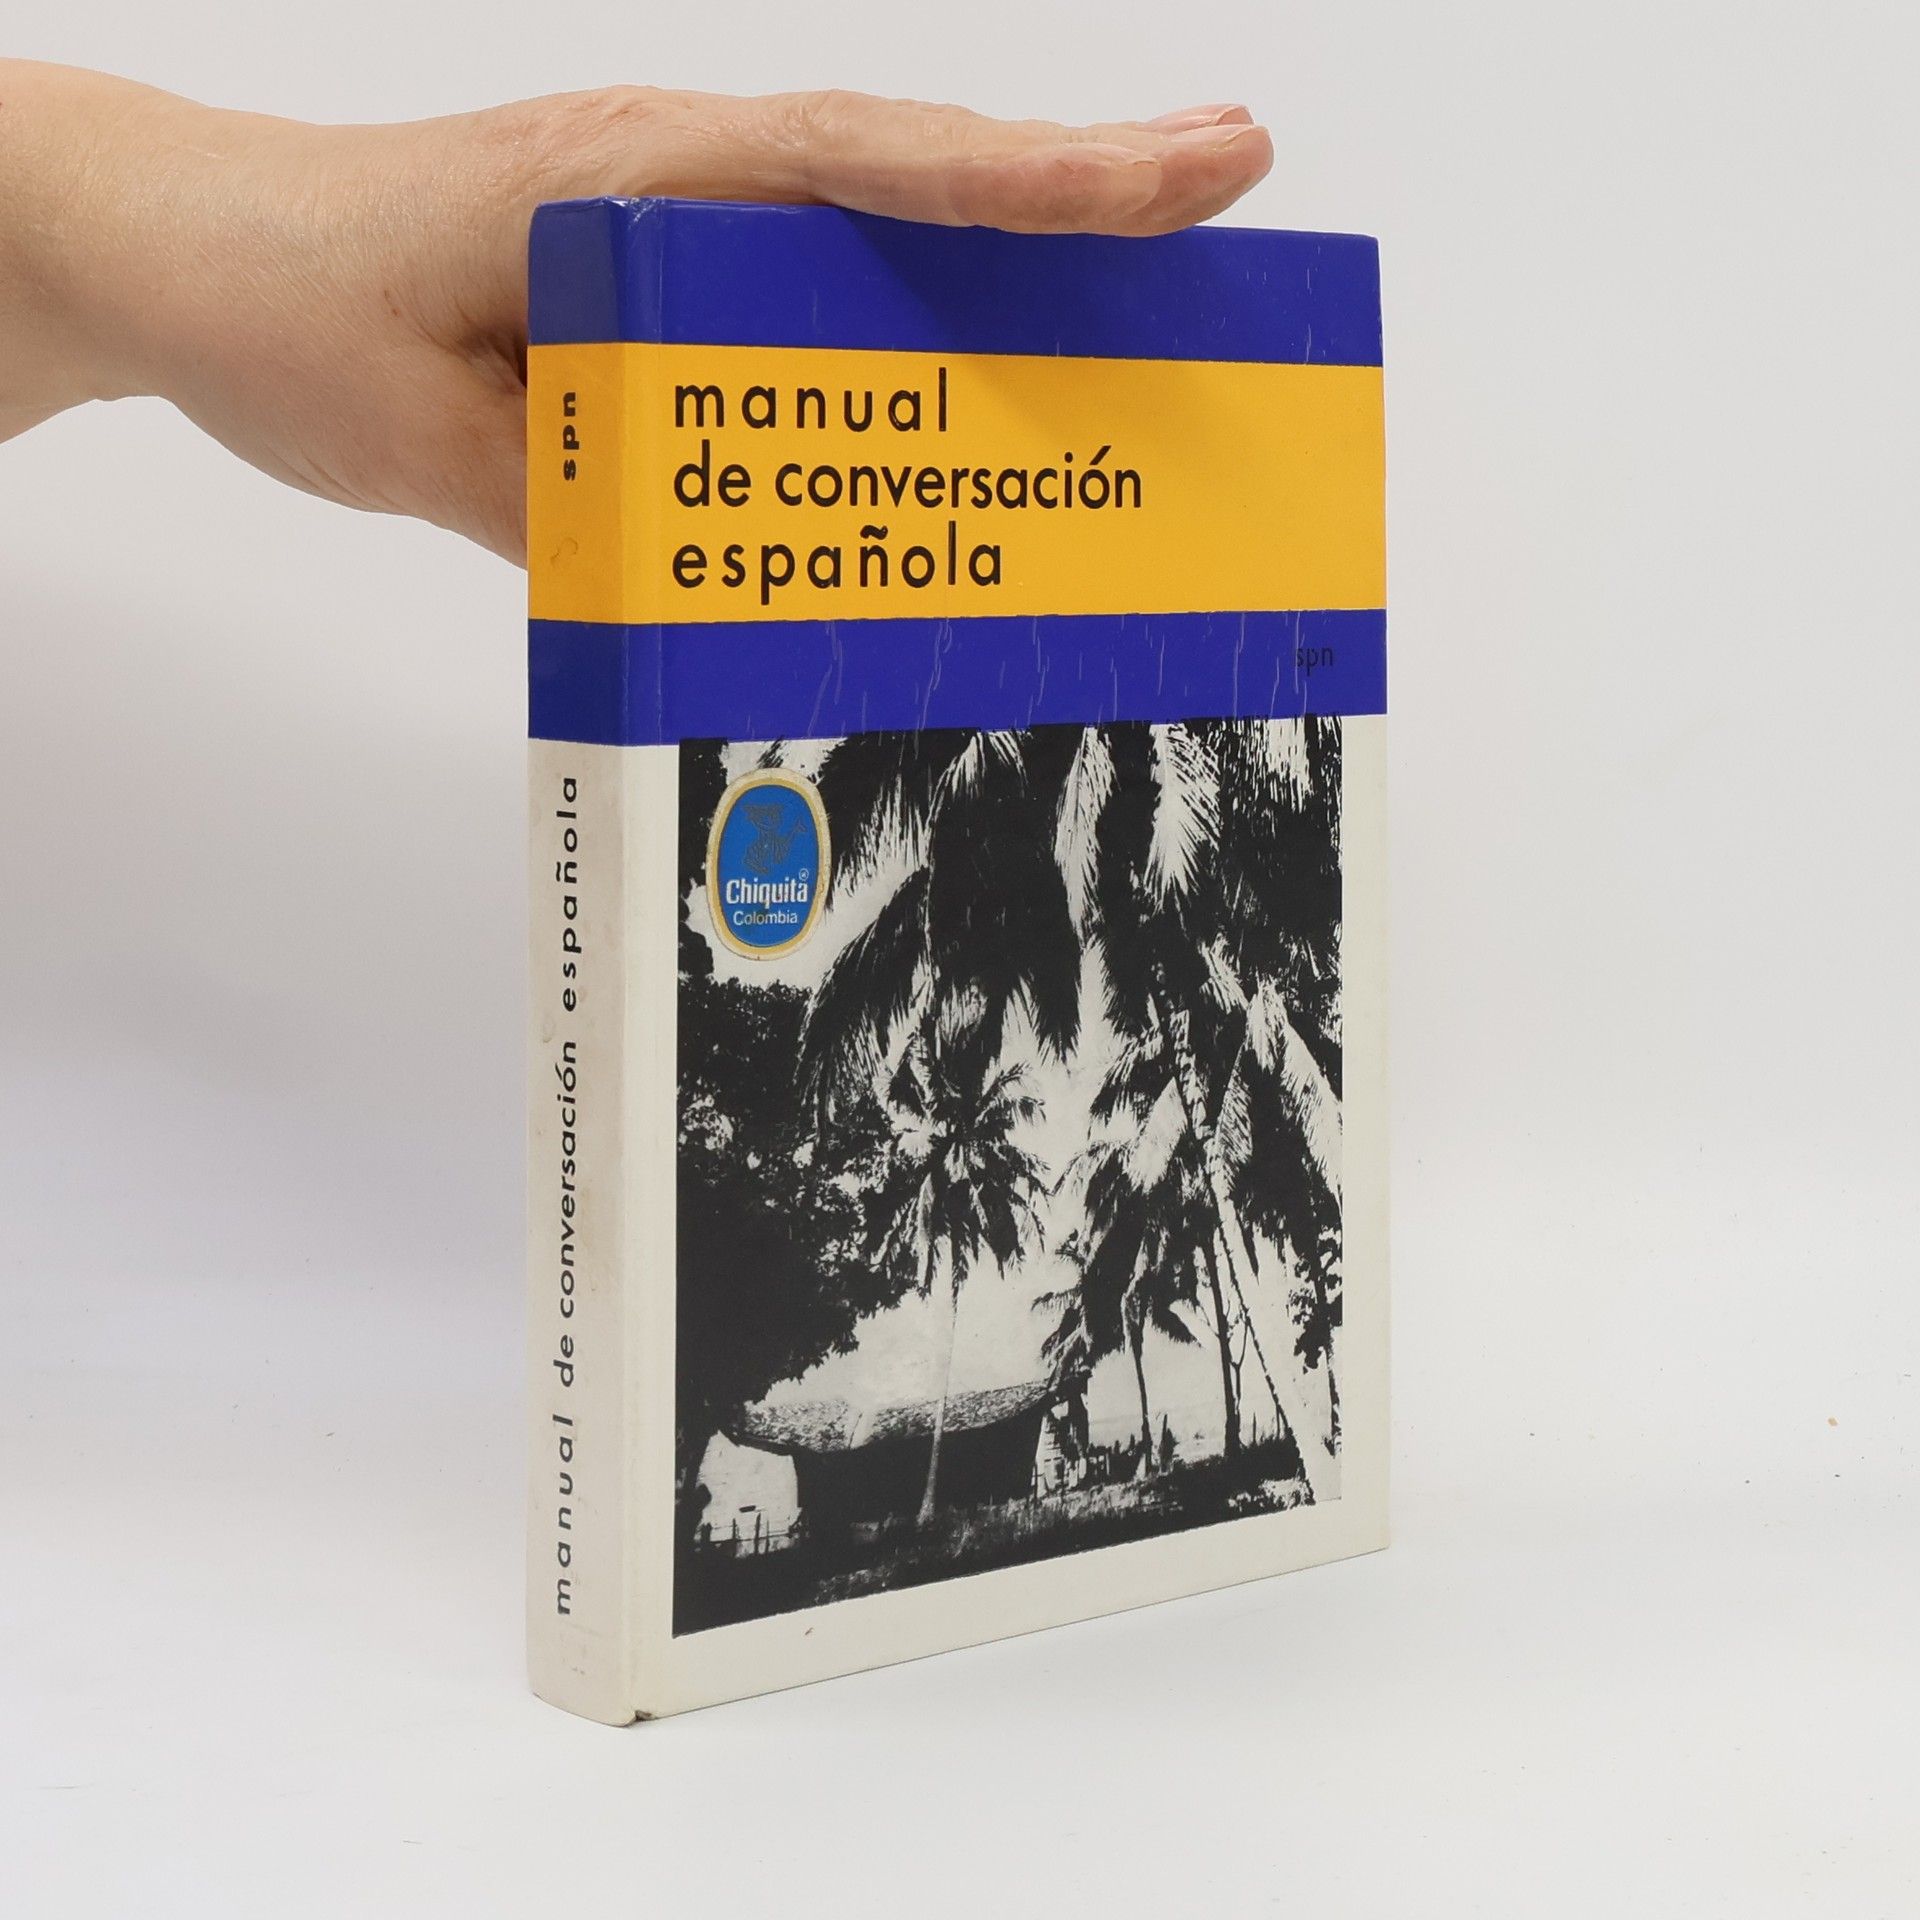 manual
de conversación
española
spn
spn
manual de conversación española
Chiquita®
Colombia